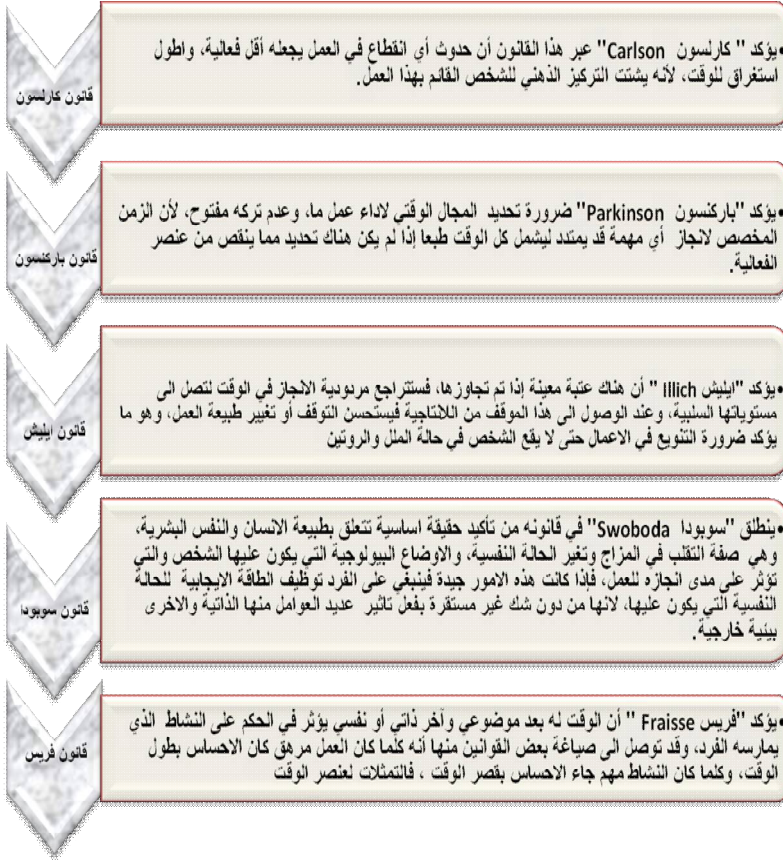 قانون كارلسون
•يؤكد " كارلسون Carlson" عبر هذا القانون أن حدوث أي انقطاع في العمل يجعله أقل فعالية، واطول
استغراق للوقت، لأنه يشتت التركيز الذهني للشخص القائم بهذا العمل.
قانون باركنسون
•يؤكد "باركنسون Parkinson" ضرورة تحديد المجال الوقتي لاداء عمل ما، وعدم تركه مفتوح، لأن الزمن
المخصص لانجاز أي مهمة قد يمتدد ليشمل كل الوقت طبعا إذا لم يكن هناك تحديد مما ينقص من عنصر
الفعالية.
قانون ايليش
•يؤكد "ايليش Illich " أن هناك عتبة معينة إذا تم تجاوزها، فستتراجع مردودية الانجاز في الوقت لتصل الى
مستوياتها السلبية، وعند الوصول الى هذا الموقف من اللانتاجية فيستحسن التوقف أو تغيير طبيعة العمل، وهو ما
يؤكد ضرورة التنويع في الاعمال حتى لا يقع الشخص في حالة الملل والروتين
قانون سوبودا
•ينطلق "سوبودا Swoboda" في قانونه من تأكيد حقيقة اساسية تتعلق بطبيعة الانسان والنفس البشرية،
وهي صفة التقلب في المزاج وتغير الحالة النفسية، والاوضاع البيولوجية التي يكون عليها الشخص والتي
تؤثر على مدى انجازه للعمل، فإذا كانت هذه الامور جيدة فينبغي على الفرد توظيف الطاقة الايجابية للحالة
النفسية التي يكون عليها، لانها من دون شك غير مستقرة بفعل تاثير عديد العوامل منها الذاتية والاخرى
بيئية خارجية.
قانون فريس
•يؤكد "فريس Fraisse " أن الوقت له بعد موضوعي وآخر ذاتي أو نفسي يؤثر في الحكم على النشاط الذي
يمارسه الفرد، وقد توصل الى صياغة بعض القوانين منها أنه كلما كان العمل مرهق كان الاحساس بطول
الوقت، وكلما كان النشاط مهم جاء الاحساس بقصر الوقت ، فالتمثلات لعنصر الوقت